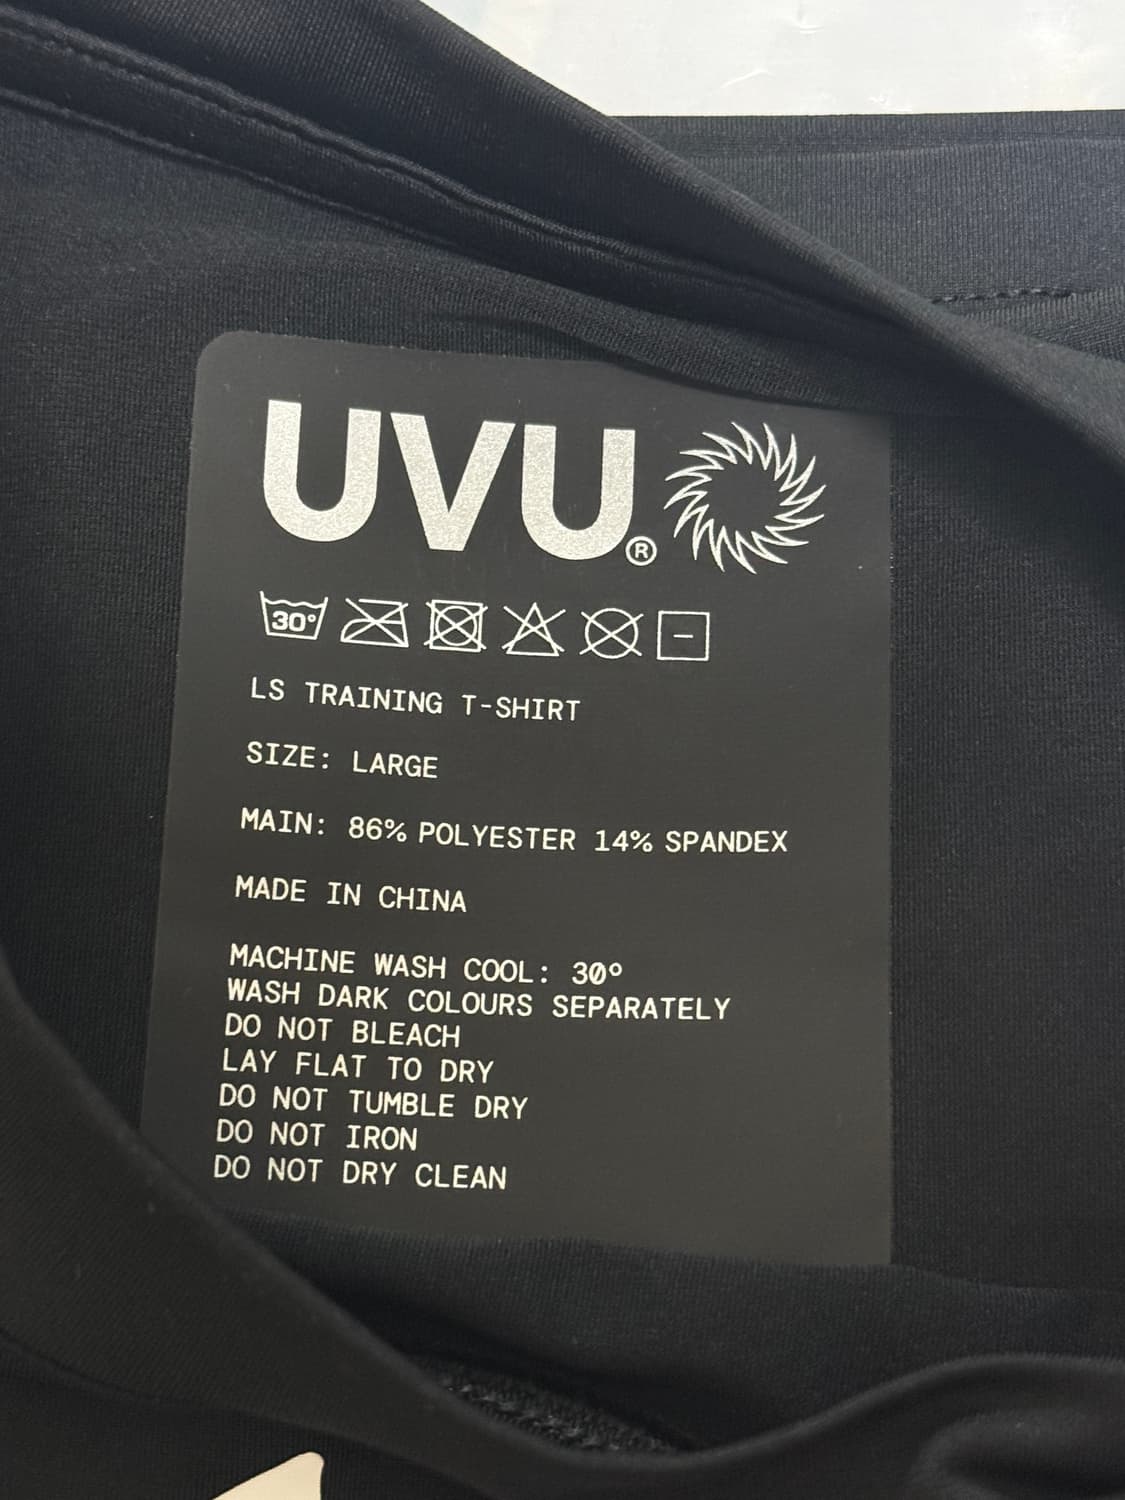 UVU®
30°
LS TRAINING T-SHIRT
SIZE: LARGE
MAIN: 86% POLYESTER 14% SPANDEX
MADE IN CHINA
MACHINE WASH COOL: 30°
WASH DARK COLOURS SEPARATELY
DO NOT BLEACH
LAY FLAT TO DRY
DO NOT TUMBLE DRY
DO NOT IRON
DO NOT DRY CLEAN